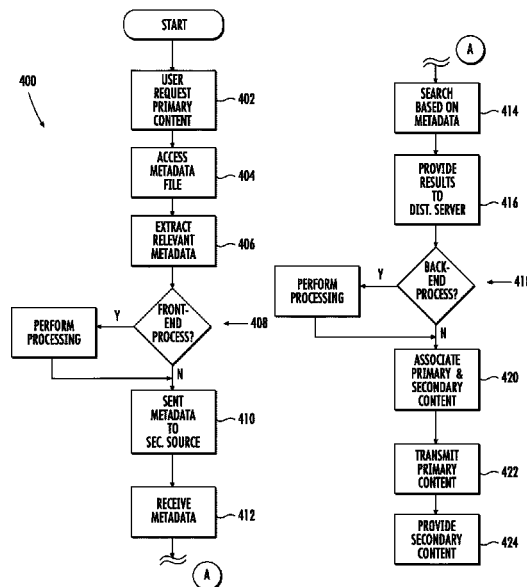 START
400
USER
REQUEST
PRIMARY
CONTENT
402
ACCESS
METADATA
FILE
404
EXTRACT
RELEVANT
METADATA
406
FRONT-
END
PROCESS?
408
Y
N
PERFORM
PROCESSING
SENT
METADATA
TO
SEC. SOURCE
410
RECEIVE
METADATA
412
A
A
SEARCH
BASED ON
METADATA
414
PROVIDE
RESULTS
TO
DIST. SERVER
416
BACK-
END
PROCESS?
Y
N
PERFORM
PROCESSING
ASSOCIATE
PRIMARY &
SECONDARY
CONTENT
420
TRANSMIT
PRIMARY
CONTENT
422
PROVIDE
SECONDARY
CONTENT
424